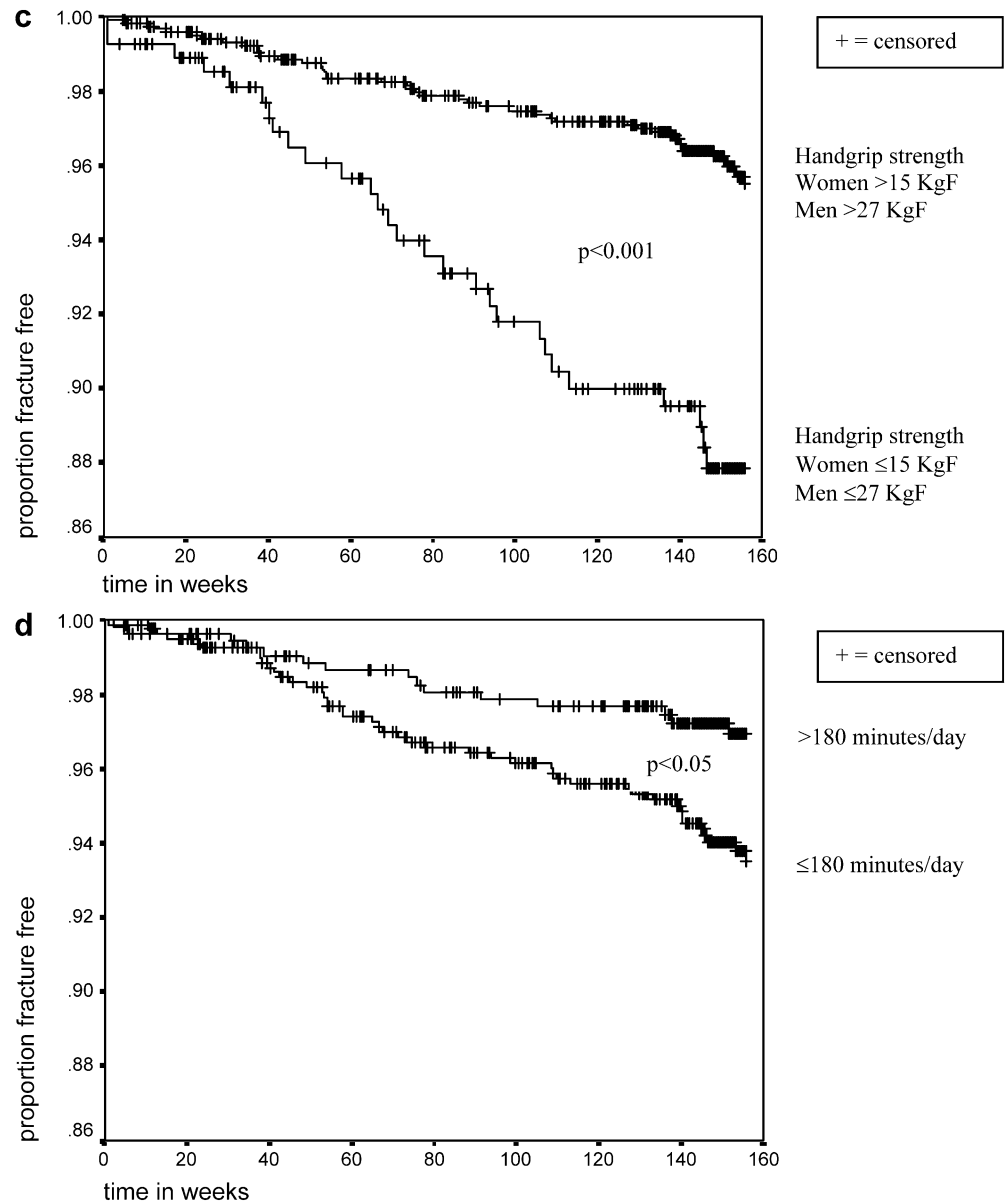 c
1.00
.98
.96
.94
.92
.90
.88
.86
proportion fracture free
0 20 40 60 80 100 120 140 160
time in weeks
p<0.001
+ = censored
Handgrip strength
Women >15 KgF
Men >27 KgF
Handgrip strength
Women ≤15 KgF
Men ≤27 KgF
d
1.00
.98
.96
.94
.92
.90
.88
.86
proportion fracture free
0 20 40 60 80 100 120 140 160
time in weeks
p<0.05
+ = censored
>180 minutes/day
≤180 minutes/day